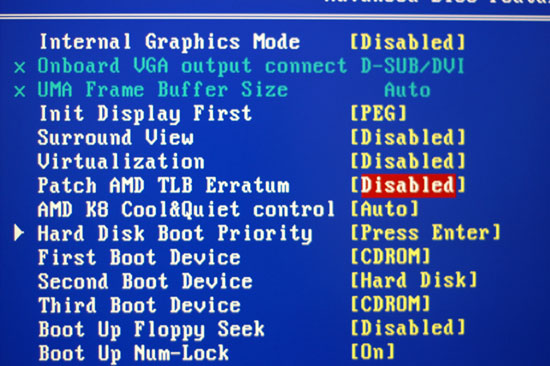 Advanced Bios Featu
Internal Graphics Mode [Disabled]
x Onboard VGA output connect D-SUB/DVI
x UMA Frame Buffer Size Auto
Init Display First [PEG]
Surround View [Disabled]
Virtualization [Disabled]
Patch AMD TLB Erratum [Disabled]
AMD K8 Cool&Quiet control [Auto]
Hard Disk Boot Priority [Press Enter]
First Boot Device [CDROM]
Second Boot Device [Hard Disk]
Third Boot Device [CDROM]
Boot Up Floppy Seek [Disabled]
Boot Up Num-Lock [On]